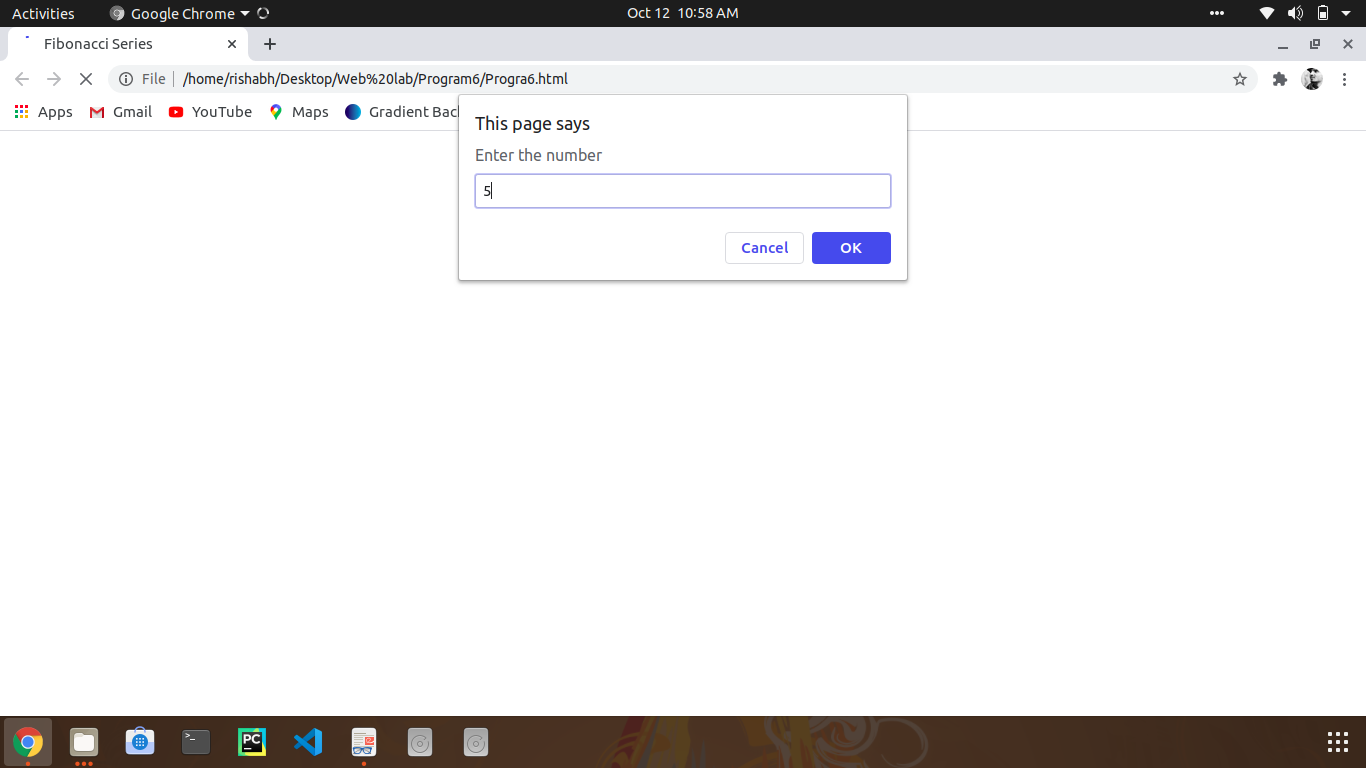 Activities Google Chrome Oct 12 10:58 AM
Fibonacci Series
File /home/rishabh/Desktop/Web%20lab/Program6/Progra6.html
Apps Gmail YouTube Maps Gradient Bac
This page says
Enter the number
5
Cancel OK
>_ PC